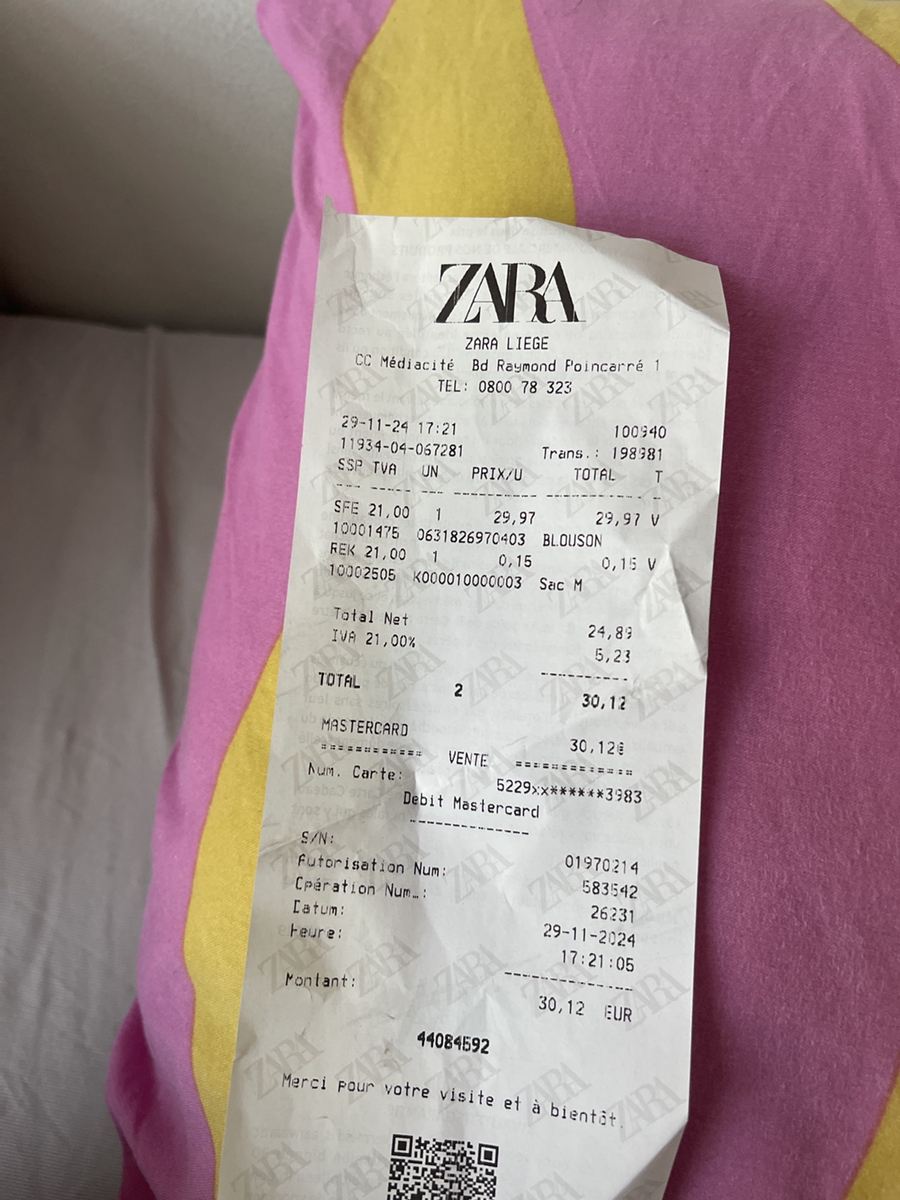 ZARA
ZARA LIEGE
CC Médiacité Bd Raymond Poincarré 1
TEL: 0800 78 323
29-11-24 17:21 100940
11934-04-067281 Trans.: 198981
SSP TVA UN PRIX/U TOTAL T
SFE 21,00 1 29,97 29,97 V
10001475 0631826970403 BLOUSON
REK 21,00 1 0,15 0,15 V
10002505 K000010000003 Sac M
Total Net 24,89
IVA 21,00% 5,23
TOTAL 2 30,12
MASTERCARD 30,12€
============ VENTE ============
Num. Carte: 5229xx******3983
Debit Mastercard
S/N: 01970214
Autorisation Num: 583542
Opération Num…: 26231
Datum: 29-11-2024
Heure: 17:21:05
Montant: 30,12 EUR
44084592
Merci pour votre visite et à bientôt.